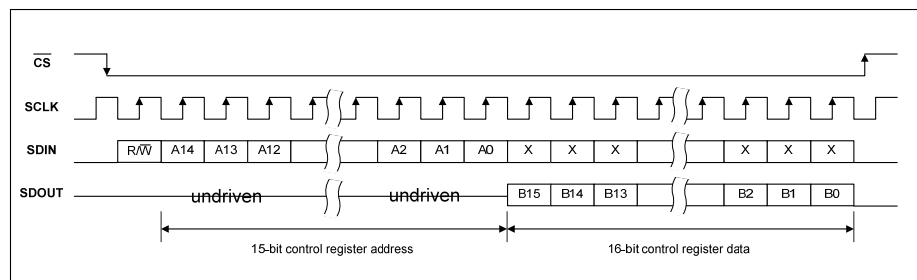 C̅S̅
SCLK
SDIN R/W̅ A14 A13 A12 A2 A1 A0 X X X X X X
SDOUT undriven undriven B15 B14 B13 B2 B1 B0
15-bit control register address 16-bit control register data